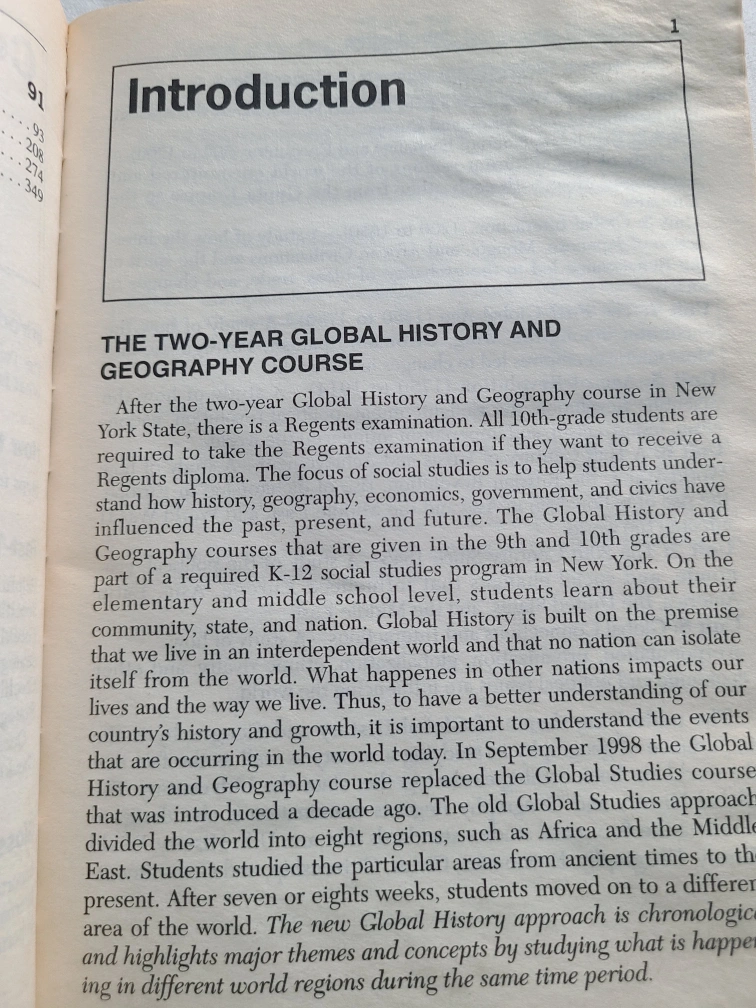 91
.... 93
... 208
... 274
... 349
1
Introduction
THE TWO-YEAR GLOBAL HISTORY AND
GEOGRAPHY COURSE
After the two-year Global History and Geography course in New
York State, there is a Regents examination. All 10th-grade students are
required to take the Regents examination if they want to receive a
Regents diploma. The focus of social studies is to help students under-
stand how history, geography, economics, government, and civics have
influenced the past, present, and future. The Global History and
Geography courses that are given in the 9th and 10th grades are
part of a required K-12 social studies program in New York. On the
elementary and middle school level, students learn about their
community, state, and nation. Global History is built on the premise
that we live in an interdependent world and that no nation can isolate
itself from the world. What happenes in other nations impacts our
lives and the way we live. Thus, to have a better understanding of our
country's history and growth, it is important to understand the events
that are occurring in the world today. In September 1998 the Global
History and Geography course replaced the Global Studies course
that was introduced a decade ago. The old Global Studies approach
divided the world into eight regions, such as Africa and the Middle
East. Students studied the particular areas from ancient times to th
present. After seven or eights weeks, students moved on to a differen
area of the world. The new Global History approach is chronologica
and highlights major themes and concepts by studying what is happen
ing in different world regions during the same time period.